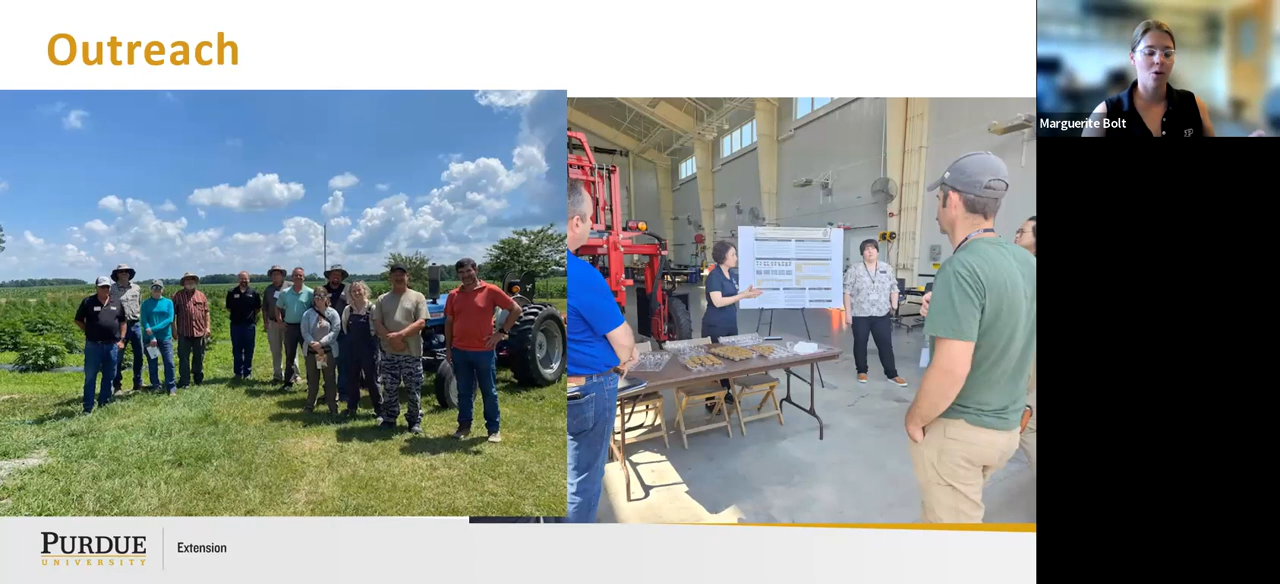 Outreach
Marguerite Bolt
PURDUE
UNIVERSITY
Extension